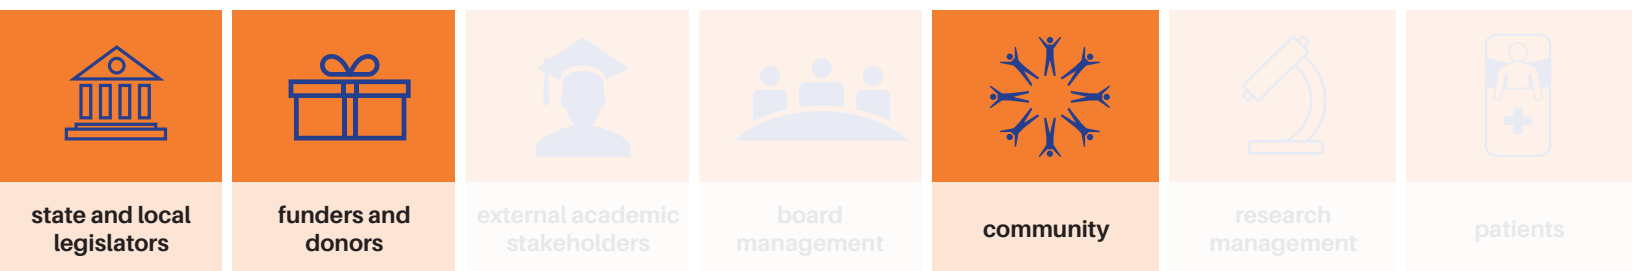 state and local
legislators
funders and
donors
external academic
stakeholders
board
management
community
research
management
patients